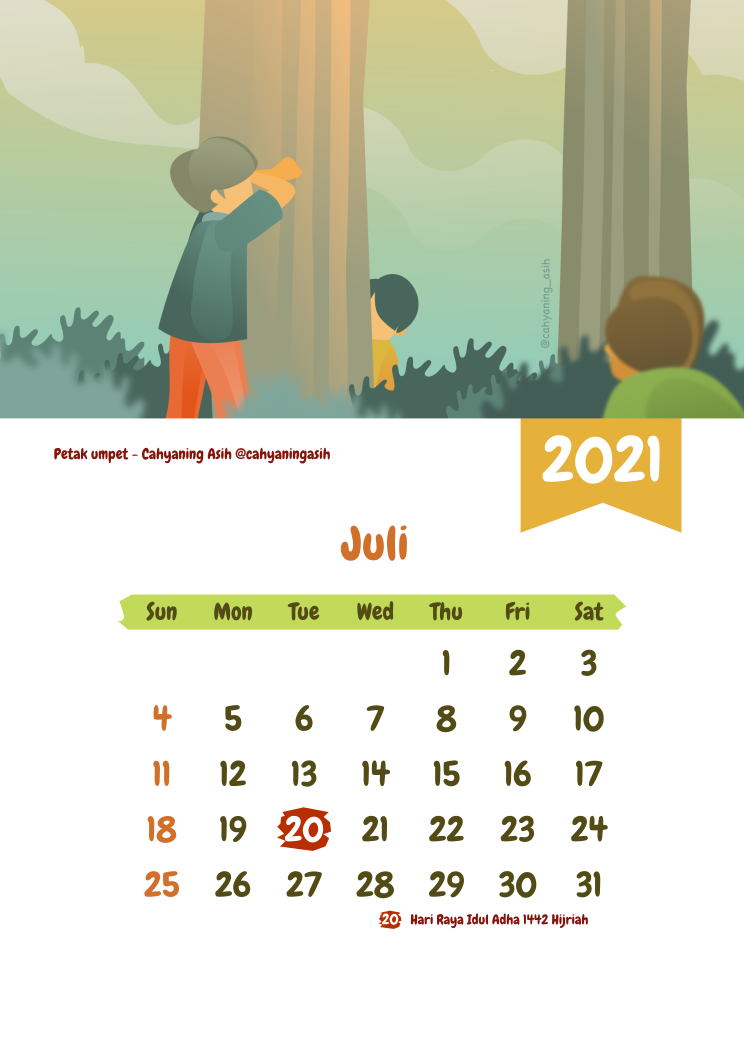 @cahyaning_asih
Petak umpet - Cahyaning Asih @cahyaningasih
2021
Juli
Sun Mon Tue Wed Thu Fri Sat
1 2 3
4 5 6 7 8 9 10
11 12 13 14 15 16 17
18 19 20 21 22 23 24
25 26 27 28 29 30 31
20 Hari Raya Idul Adha 1442 Hijriah